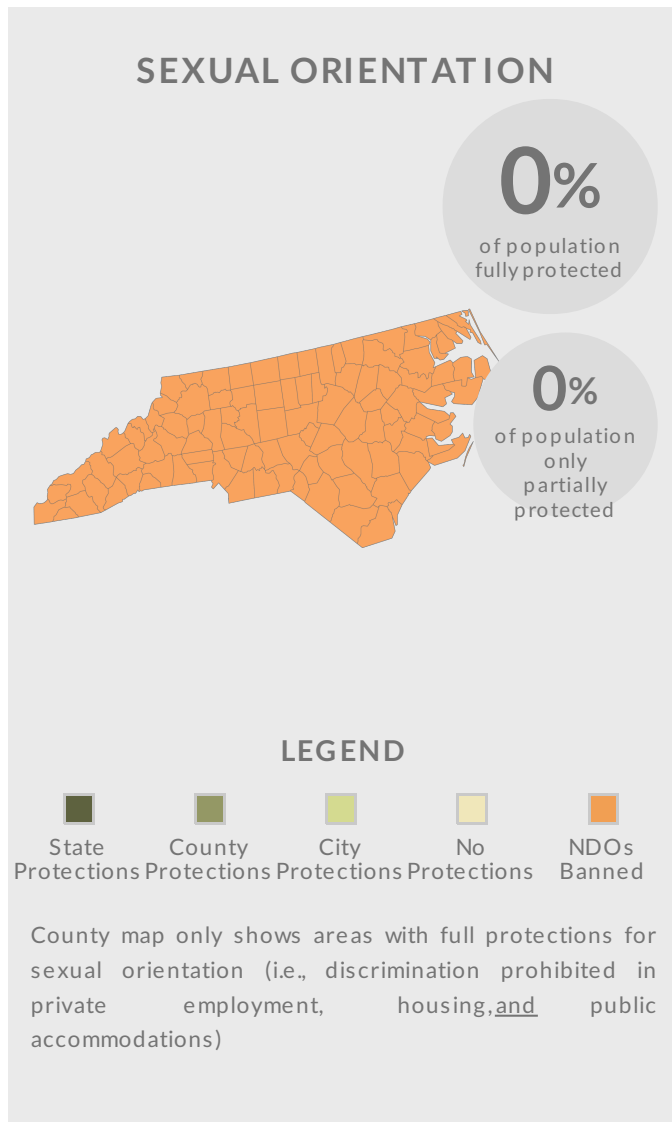 SEXUAL ORIENTATION
0%
of population
fully protected
0%
of population
only
partially
protected
LEGEND
State
Protections
County
Protections
City
Protections
No
Protections
NDOs
Banned
County map only shows areas with full protections for
sexual orientation (i.e., discrimination prohibited in
private employment, housing, and public
accommodations)